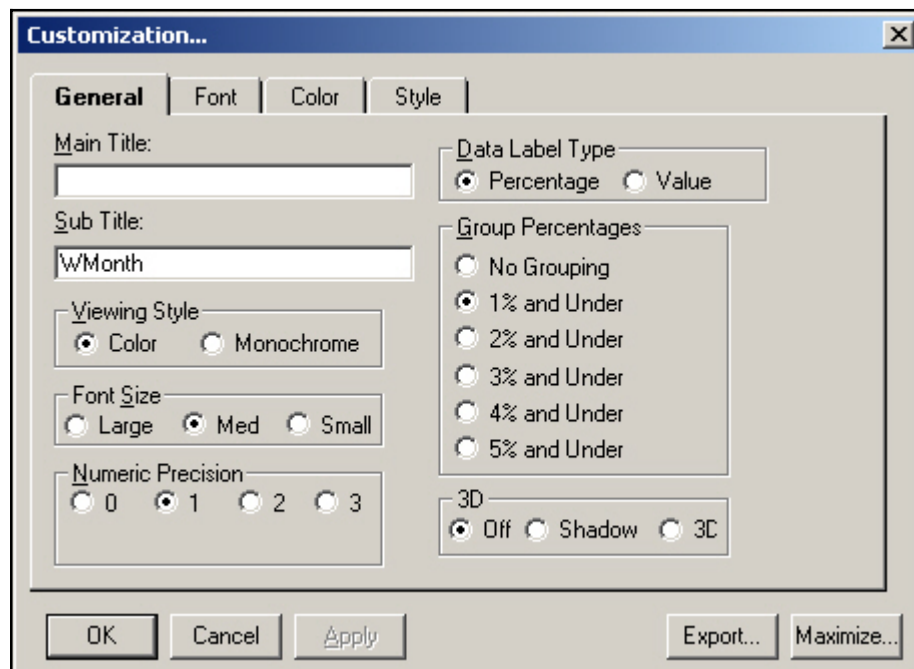 Customization...
General Font Color Style
Main Title:
Sub Title:
WMonth
Viewing Style
Color Monochrome
Font Size
Large Med Small
Numeric Precision
0 1 2 3
Data Label Type
Percentage Value
Group Percentages
No Grouping
1% and Under
2% and Under
3% and Under
4% and Under
5% and Under
3D
Off Shadow 3D
OK Cancel Apply Export... Maximize...